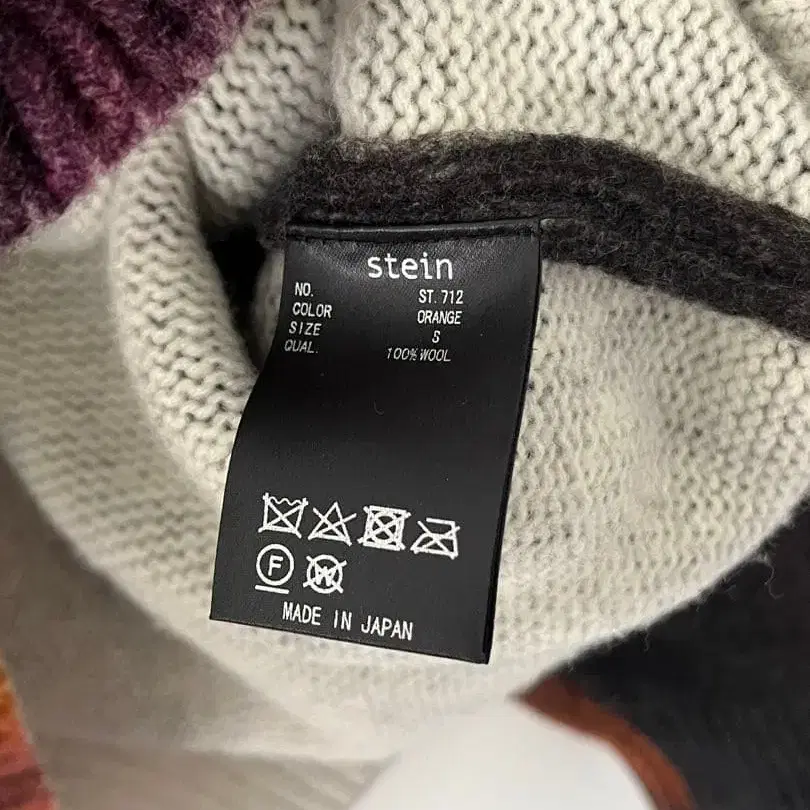 stein
NO. ST.712
COLOR ORANGE
SIZE S
QUAL. 100% WOOL
F W
MADE IN JAPAN